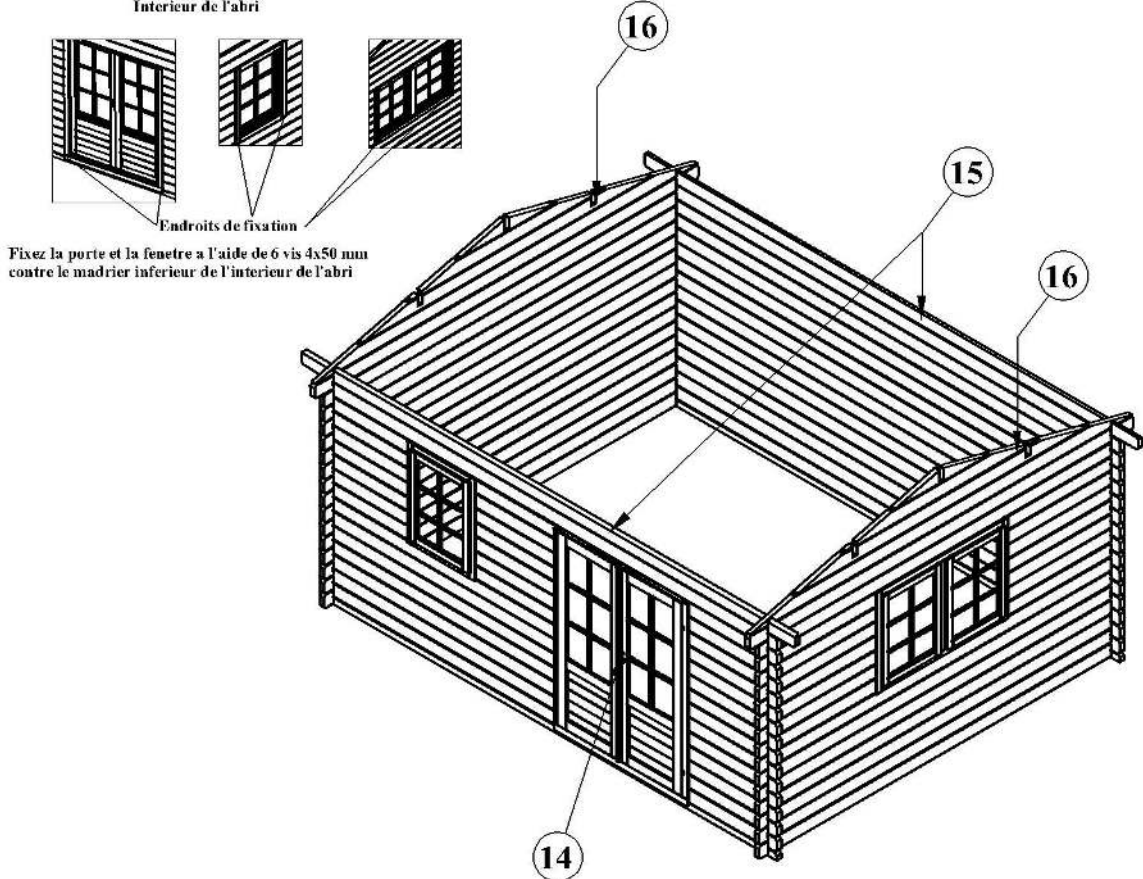 Interieur de l'abri
16
15
16
Endroits de fixation
Fixez la porte et la fenetre a l'aide de 6 vis 4x50 mm
contre le madrier inferieur de l'interieur de l'abri
14